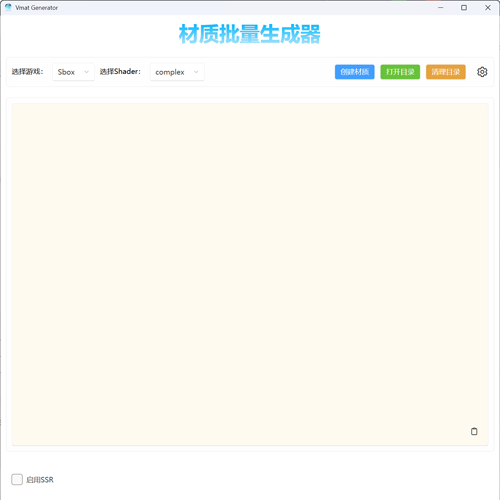 Vmat Generator
材质批量生成器
选择游戏： Sbox 选择Shader： complex 创建材质 打开目录 清理目录
启用SSR